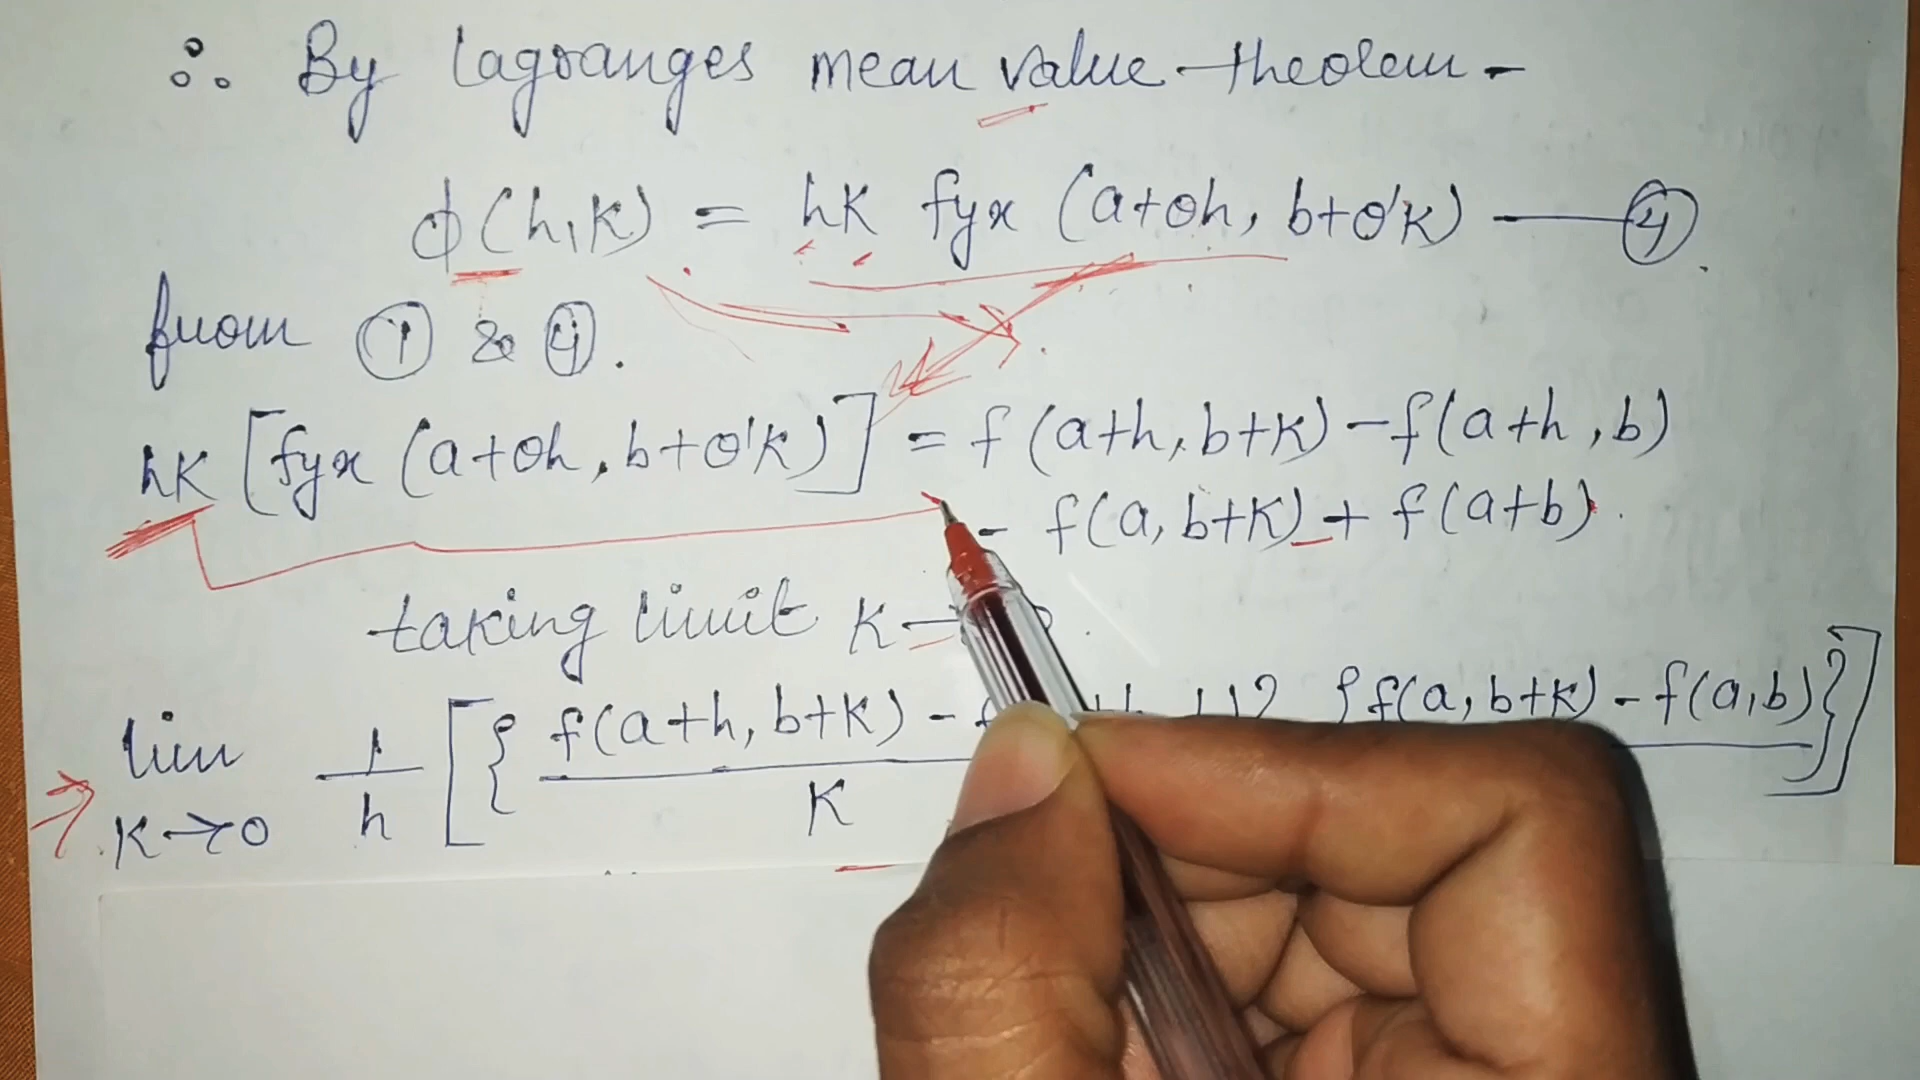 ∴ By lagranges mean value theorem -
ϕ(h,k) = hk fyx (a+θh, b+θ'k) — ④
from ① & ④.
hk [fyx (a+θh, b+θ'k)] = f(a+h, b+k) - f(a+h, b)
- f(a, b+k) + f(a+b).
taking limit k→
lim k→0 1/h [{ f(a+h, b+k) - / k {f(a, b+k) - f(a,b)}]